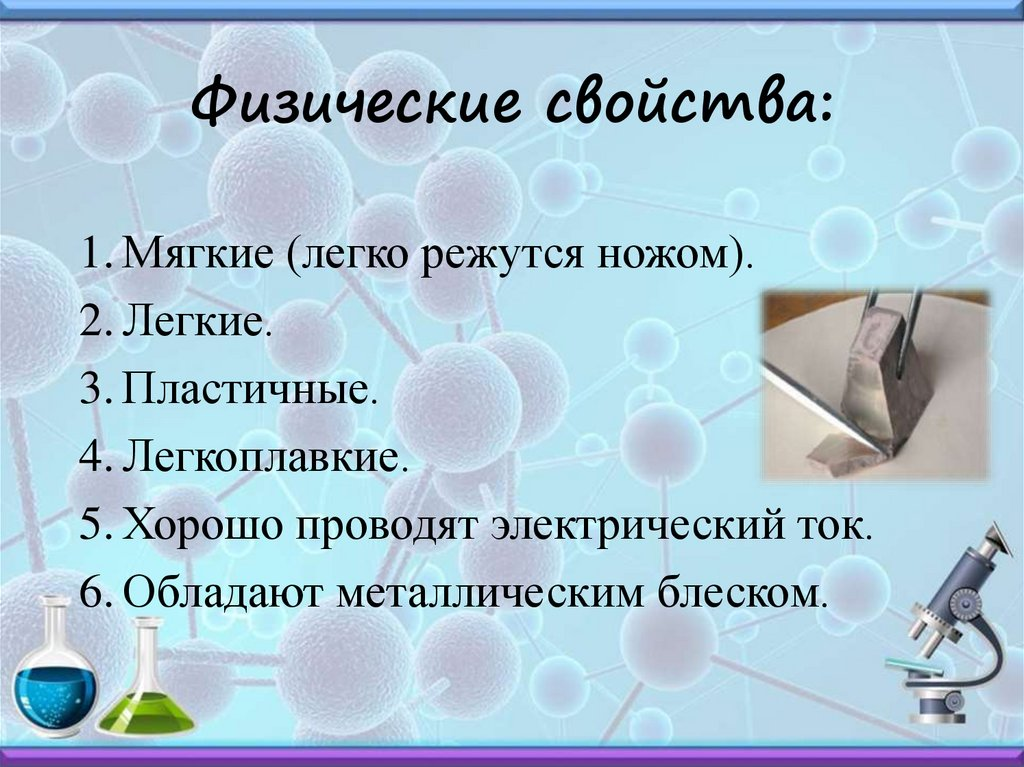 Физические свойства:
1. Мягкие (легко режутся ножом).
2. Легкие.
3. Пластичные.
4. Легкоплавкие.
5. Хорошо проводят электрический ток.
6. Обладают металлическим блеском.